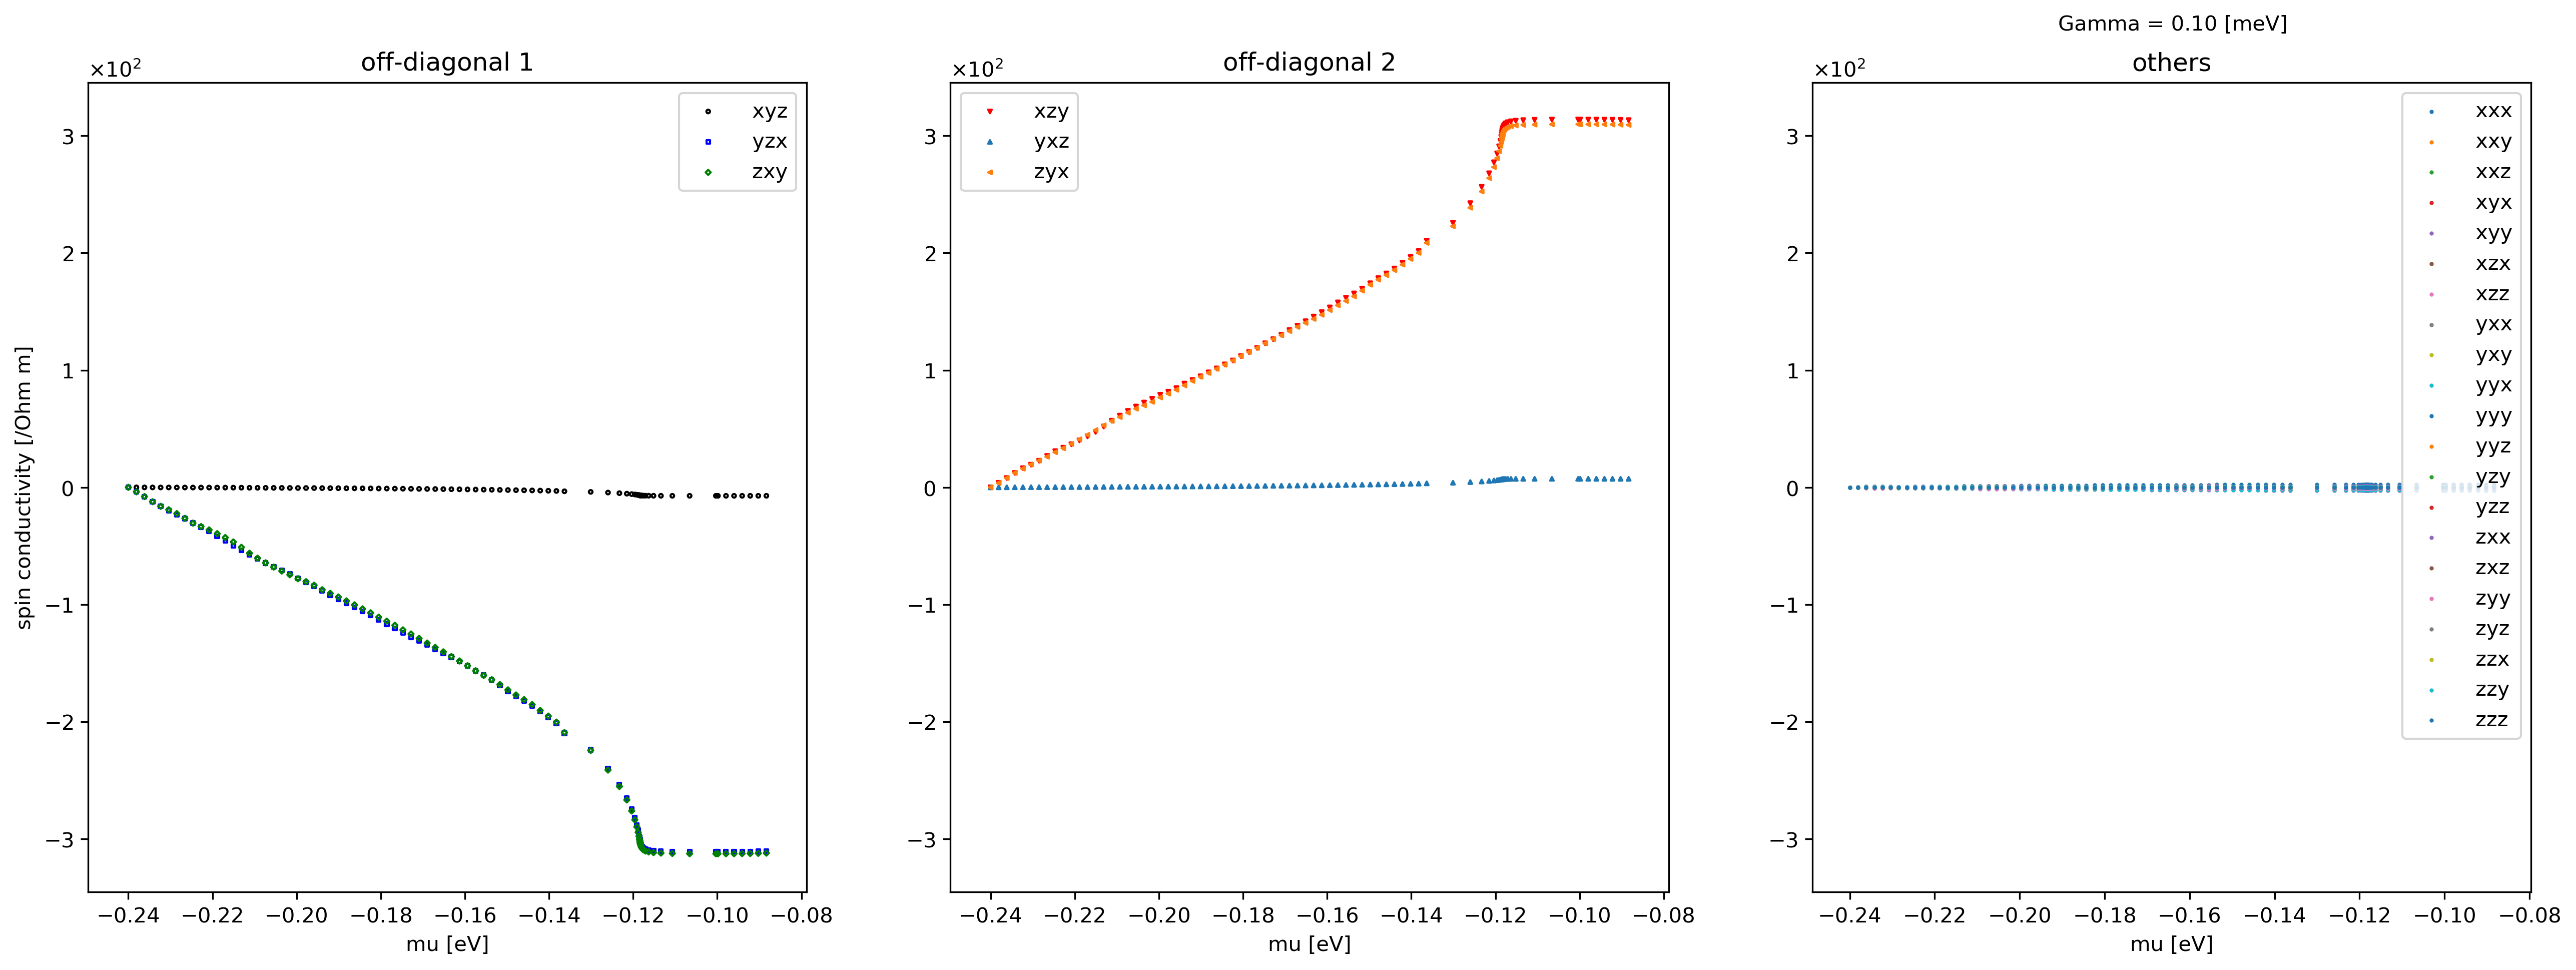 Gamma = 0.10 [meV]
off-diagonal 1
×10²
3
2
1
0
−1
−2
−3
spin conductivity [/Ohm m]
xyz
yzx
zxy
−0.24 −0.22 −0.20 −0.18 −0.16 −0.14 −0.12 −0.10 −0.08
mu [eV]
off-diagonal 2
×10²
3
2
1
0
−1
−2
−3
xzy
yxz
zyx
−0.24 −0.22 −0.20 −0.18 −0.16 −0.14 −0.12 −0.10 −0.08
mu [eV]
others
×10²
3
2
1
0
−1
−2
−3
xxx
xxy
xxz
xyx
xyy
xzx
xzz
yxx
yxy
yyx
yyy
yyz
yzy
yzz
zxx
zxz
zyy
zyz
zzx
zzy
zzz
−0.24 −0.22 −0.20 −0.18 −0.16 −0.14 −0.12 −0.10 −0.08
mu [eV]